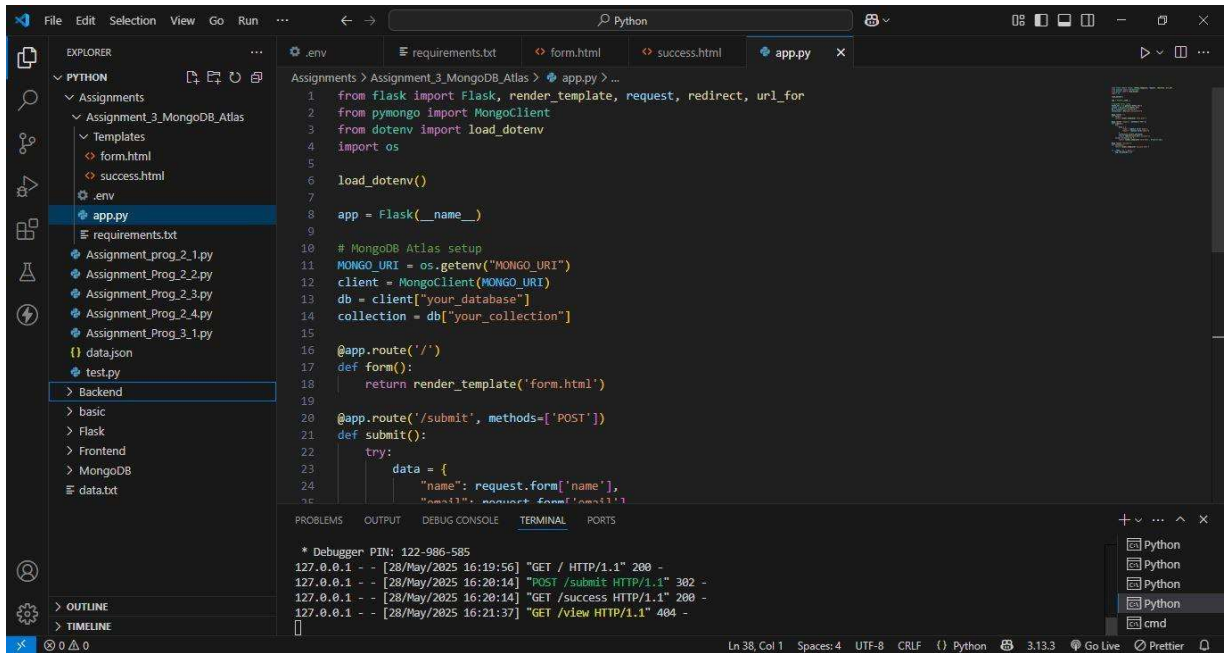 File Edit Selection View Go Run ··· Python
EXPLORER ···
PYTHON
Assignments
Assignment_3_MongoDB_Atlas
Templates
form.html
success.html
.env
app.py
requirements.txt
Assignment_prog_2_1.py
Assignment_Prog_2_2.py
Assignment_Prog_2_3.py
Assignment_Prog_2_4.py
Assignment_Prog_3_1.py
data.json
test.py
Backend
basic
Flask
Frontend
MongoDB
data.txt
OUTLINE
TIMELINE
.env requirements.txt form.html success.html app.py
Assignments > Assignment_3_MongoDB_Atlas > app.py > ...
1 from flask import Flask, render_template, request, redirect, url_for
2 from pymongo import MongoClient
3 from dotenv import load_dotenv
4 import os
5
6 load_dotenv()
7
8 app = Flask(__name__)
9
10 # MongoDB Atlas setup
11 MONGO_URI = os.getenv("MONGO_URI")
12 client = MongoClient(MONGO_URI)
13 db = client["your_database"]
14 collection = db["your_collection"]
15
16 @app.route('/')
17 def form():
18 return render_template('form.html')
19
20 @app.route('/submit', methods=['POST'])
21 def submit():
22 try:
23 data = {
24 "name": request.form['name'],
25 "email": request.form['email']
PROBLEMS OUTPUT DEBUG CONSOLE TERMINAL PORTS
* Debugger PIN: 122-986-585
127.0.0.1 - - [28/May/2025 16:19:56] "GET / HTTP/1.1" 200 -
127.0.0.1 - - [28/May/2025 16:20:14] "POST /submit HTTP/1.1" 302 -
127.0.0.1 - - [28/May/2025 16:20:14] "GET /success HTTP/1.1" 200 -
127.0.0.1 - - [28/May/2025 16:21:37] "GET /view HTTP/1.1" 404 -
Python
Python
Python
Python
cmd
0 0 Ln 38, Col 1 Spaces: 4 UTF-8 CRLF {} Python 3.13.3 Go Live Prettier